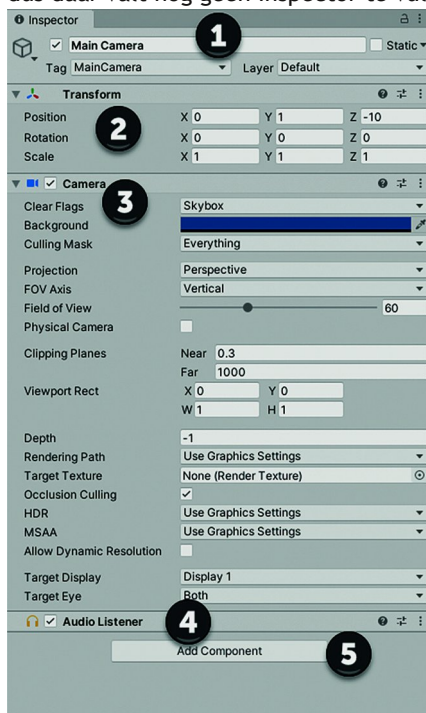 Inspector
Main Camera Static
1
Tag MainCamera Layer Default
Transform
Position X 0 Y 1 Z -10
2
Rotation X 0 Y 0 Z 0
Scale X 1 Y 1 Z 1
Camera
3
Clear Flags Skybox
Background
Culling Mask Everything
Projection Perspective
FOV Axis Vertical
Field of View 60
Physical Camera
Clipping Planes Near 0.3
Far 1000
Viewport Rect X 0 Y 0
W 1 H 1
Depth -1
Rendering Path Use Graphics Settings
Target Texture None (Render Texture)
Occlusion Culling
HDR Use Graphics Settings
MSAA Use Graphics Settings
Allow Dynamic Resolution
Target Display Display 1
Target Eye Both
Audio Listener
4
Add Component
5